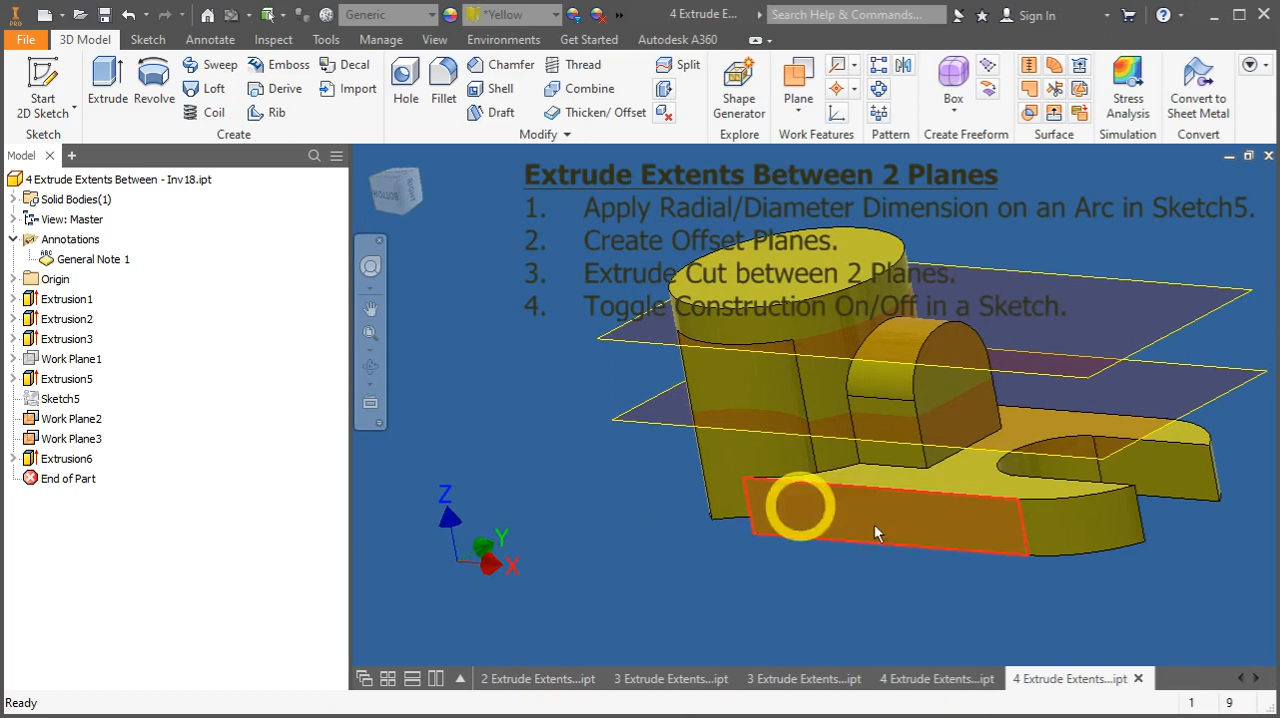 PRO
Generic
*Yellow
4 Extrude E...
Search Help & Commands...
Sign In
File
3D Model
Sketch
Annotate
Inspect
Tools
Manage
View
Environments
Get Started
Autodesk A360
Start
2D Sketch
Sketch
Extrude
Revolve
Sweep
Loft
Coil
Emboss
Derive
Rib
Decal
Import
Create
Hole
Fillet
Chamfer
Shell
Draft
Thread
Combine
Thicken/ Offset
Split
Modify
Shape
Generator
Explore
Plane
Work Features
Pattern
Box
Create Freeform
Surface
Stress
Analysis
Simulation
Convert to
Sheet Metal
Convert
Model
4 Extrude Extents Between - Inv18.ipt
Solid Bodies(1)
View: Master
Annotations
General Note 1
Origin
Extrusion1
Extrusion2
Extrusion3
Work Plane1
Extrusion5
Sketch5
Work Plane2
Work Plane3
Extrusion6
End of Part
Extrude Extents Between 2 Planes
1. Apply Radial/Diameter Dimension on an Arc in Sketch5.
2. Create Offset Planes.
3. Extrude Cut between 2 Planes.
4. Toggle Construction On/Off in a Sketch.
BOTTOM
Z
Y
X
2 Extrude Extents...ipt
3 Extrude Extents...ipt
3 Extrude Extents...ipt
4 Extrude Extents...ipt
4 Extrude Extents...ipt
Ready
1
9